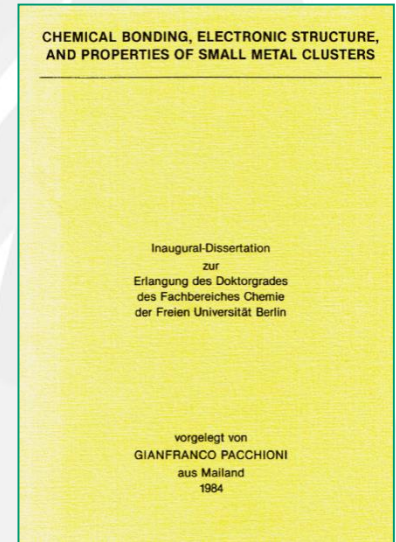 CHEMICAL BONDING, ELECTRONIC STRUCTURE,
AND PROPERTIES OF SMALL METAL CLUSTERS
Inaugural-Dissertation
zur
Erlangung des Doktorgrades
des Fachbereiches Chemie
der Freien Universität Berlin
vorgelegt von
GIANFRANCO PACCHIONI
aus Mailand
1984